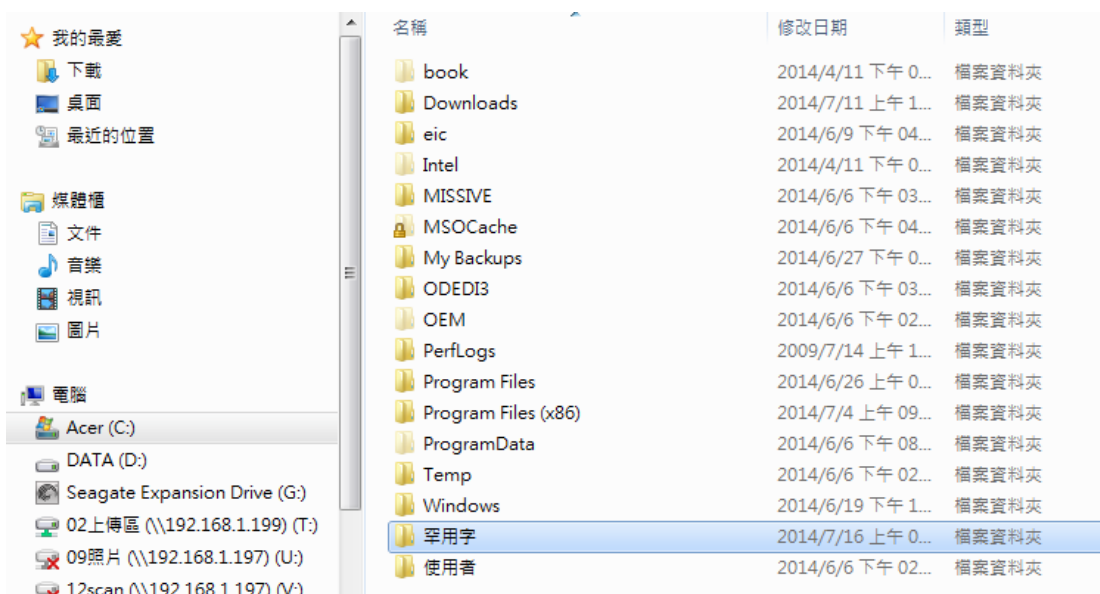 我的最愛
下載
桌面
最近的位置
媒體櫃
文件
音樂
視訊
圖片
電腦
Acer (C:)
DATA (D:)
Seagate Expansion Drive (G:)
02上傳區 (\\192.168.1.199) (T:)
09照片 (\\192.168.1.197) (U:)
12scan (\\192.168.1.197) (V:)
名稱 修改日期 類型
book 2014/4/11 下午 0... 檔案資料夾
Downloads 2014/7/11 上午 1... 檔案資料夾
eic 2014/6/9 下午 04... 檔案資料夾
Intel 2014/4/11 下午 0... 檔案資料夾
MISSIVE 2014/6/6 下午 03... 檔案資料夾
MSOCache 2014/6/6 下午 04... 檔案資料夾
My Backups 2014/6/27 下午 0... 檔案資料夾
ODEDI3 2014/6/6 下午 03... 檔案資料夾
OEM 2014/6/6 下午 02... 檔案資料夾
PerfLogs 2009/7/14 上午 1... 檔案資料夾
Program Files 2014/6/26 上午 0... 檔案資料夾
Program Files (x86) 2014/7/4 上午 09... 檔案資料夾
ProgramData 2014/6/6 下午 08... 檔案資料夾
Temp 2014/6/6 下午 02... 檔案資料夾
Windows 2014/6/19 下午 1... 檔案資料夾
罕用字 2014/7/16 上午 0... 檔案資料夾
使用者 2014/6/6 下午 02... 檔案資料夾